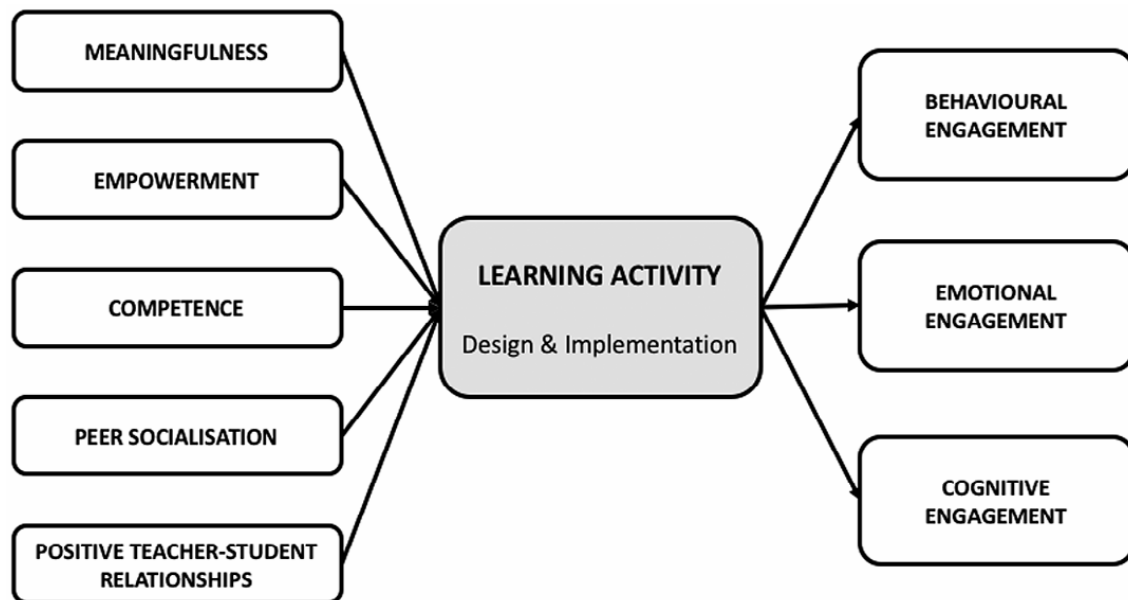 MEANINGFULNESS
EMPOWERMENT
COMPETENCE
PEER SOCIALISATION
POSITIVE TEACHER-STUDENT
RELATIONSHIPS
LEARNING ACTIVITY
Design & Implementation
BEHAVIOURAL
ENGAGEMENT
EMOTIONAL
ENGAGEMENT
COGNITIVE
ENGAGEMENT